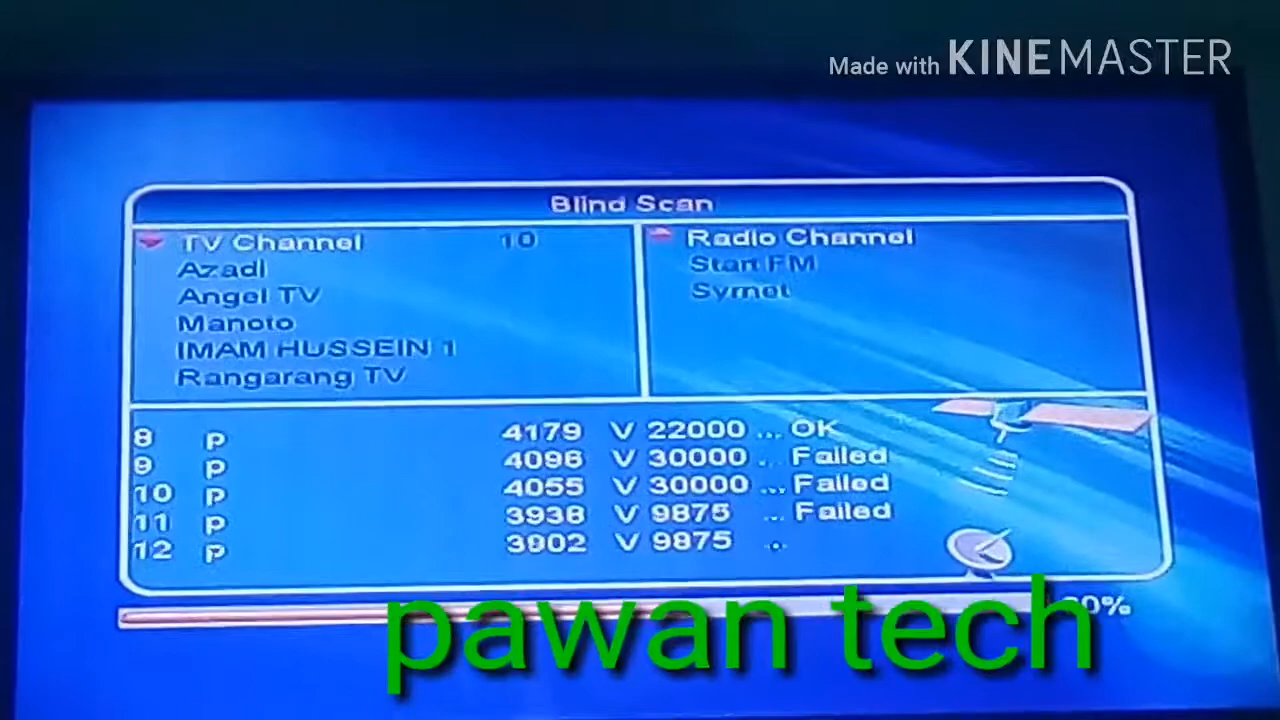 Made with KINEMASTER
Blind Scan
TV Channel 10
Azadi
Angel TV
Manoto
IMAM HUSSEIN 1
Rangarang TV
Radio Channel
Start FM
8 p 4179 V 22000 ... OK
9 p 4096 V 30000 ... Failed
10 p 4055 V 30000 ... Failed
11 p 3938 V 9875 ... Failed
12 p 3902 V 9875 ...
pawan tech